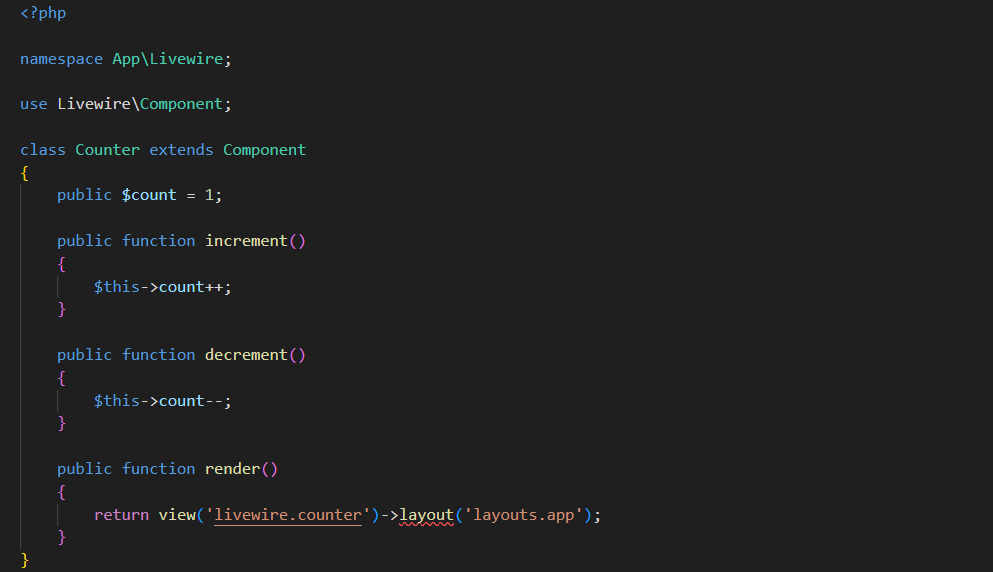 <?php
namespace App\Livewire;
use Livewire\Component;
class Counter extends Component
{
public $count = 1;
public function increment()
{
$this->count++;
}
public function decrement()
{
$this->count--;
}
public function render()
{
return view('livewire.counter')->layout('layouts.app');
}
}